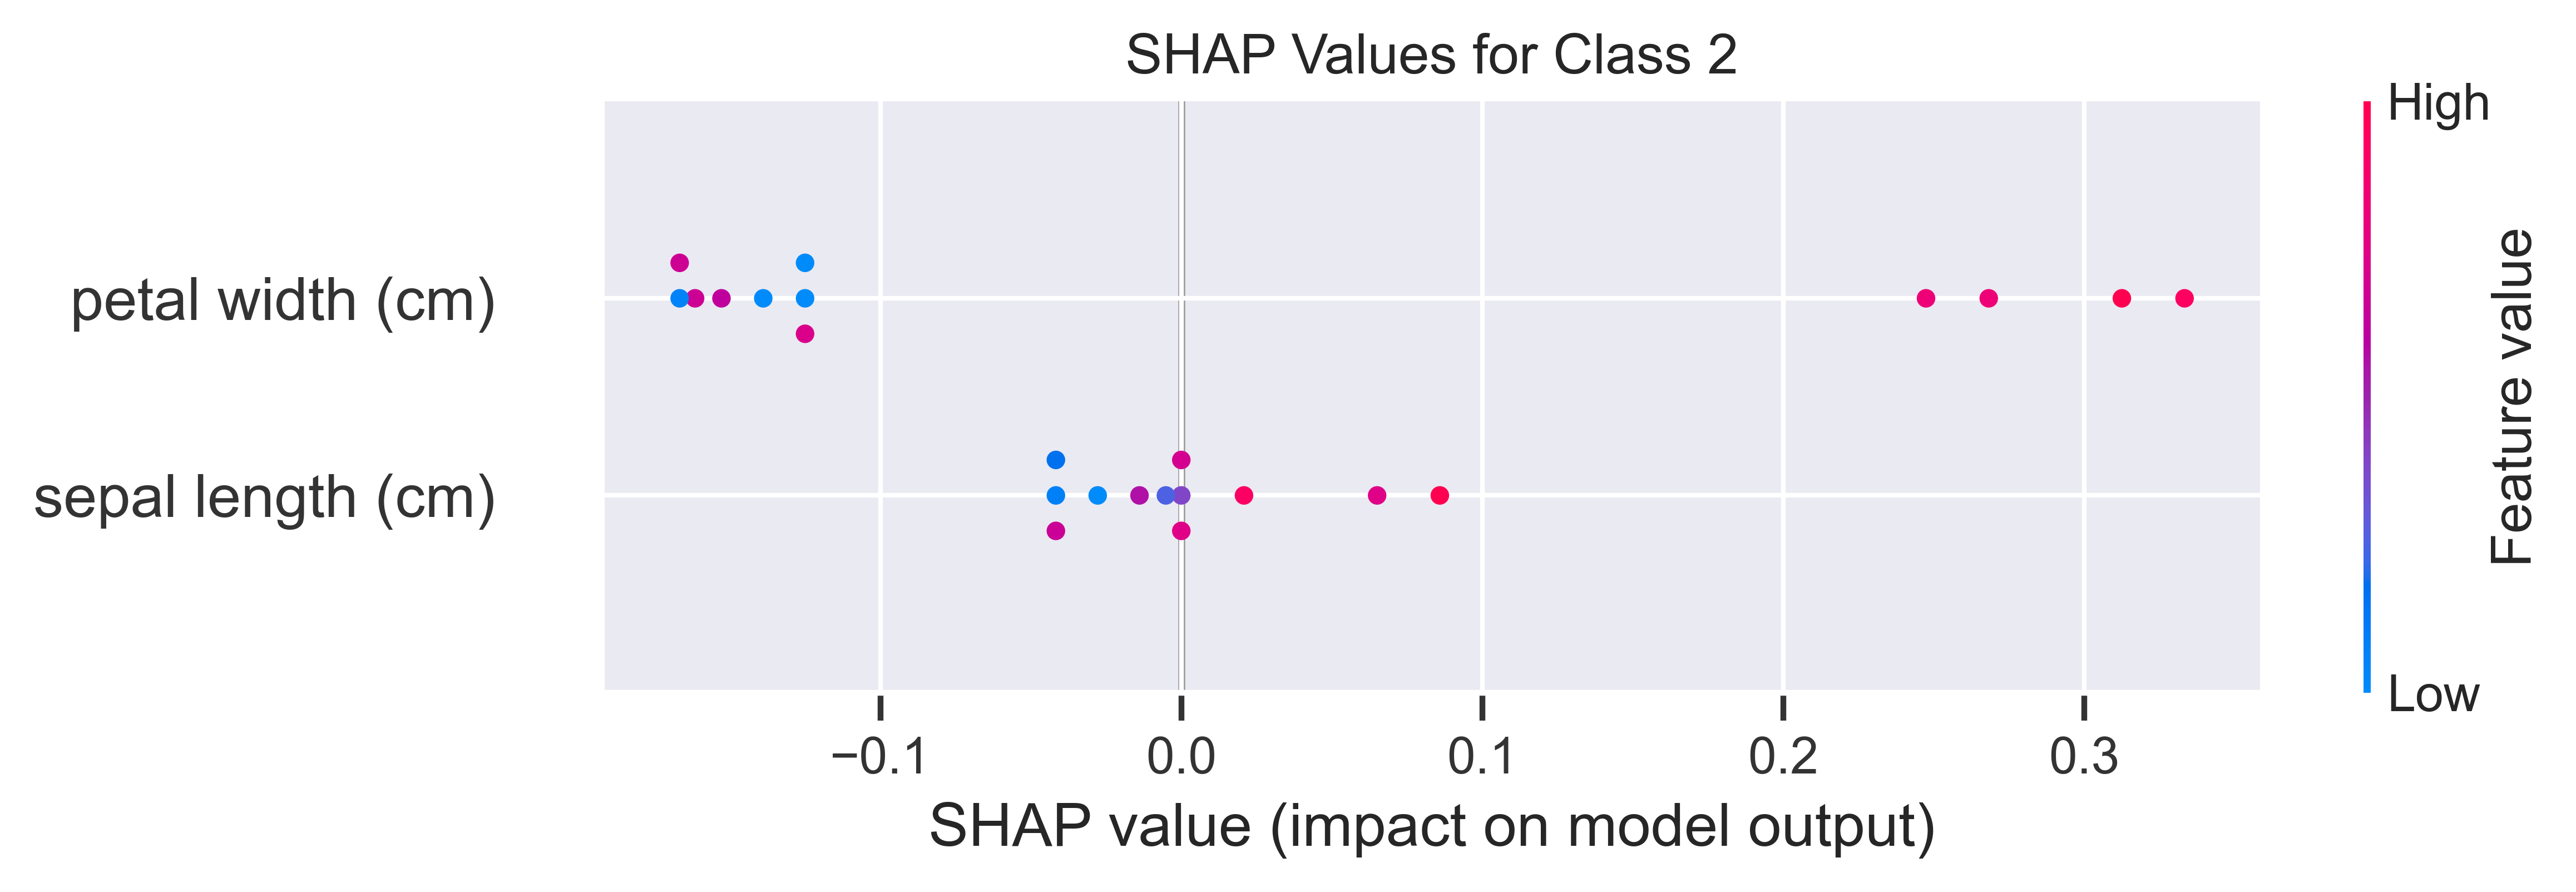 SHAP Values for Class 2
High
petal width (cm)
sepal length (cm)
Feature value
Low
−0.1 0.0 0.1 0.2 0.3
SHAP value (impact on model output)